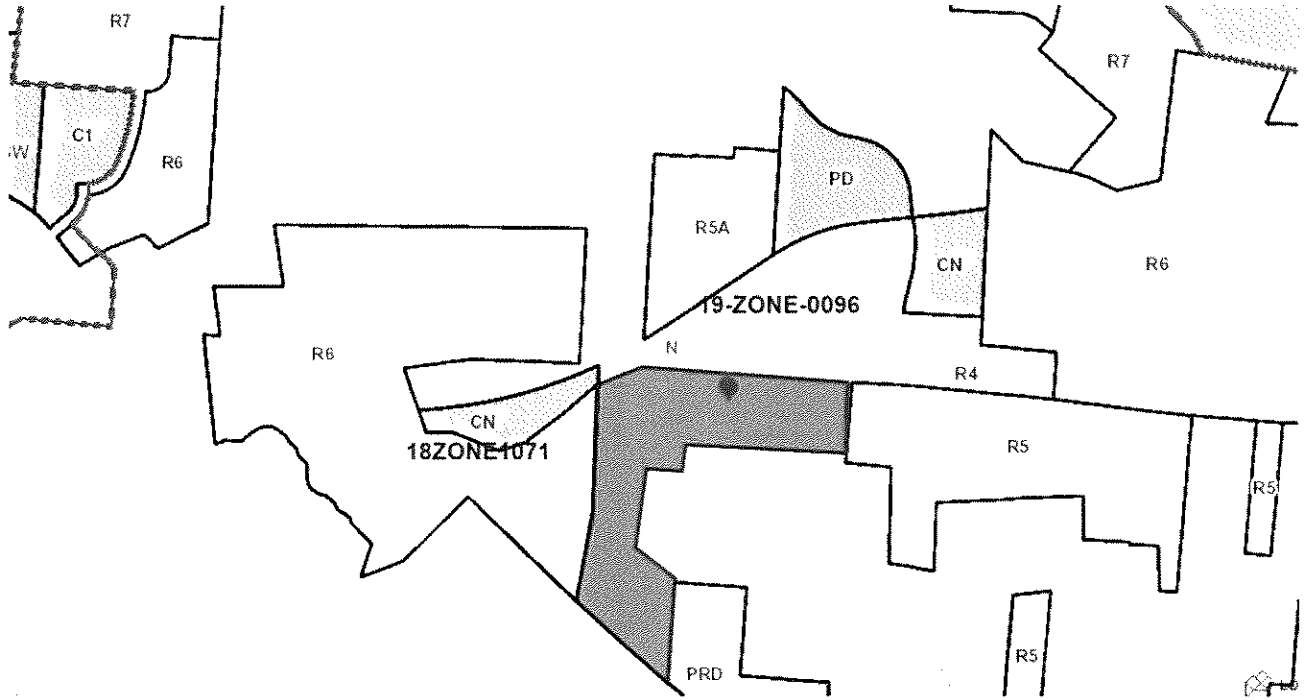 R7
R7
C1
R6
PD
R5A
CN
R6
19-ZONE-0096
N
R6
R4
CN
18ZONE1071
R5
R5
R5
PRD